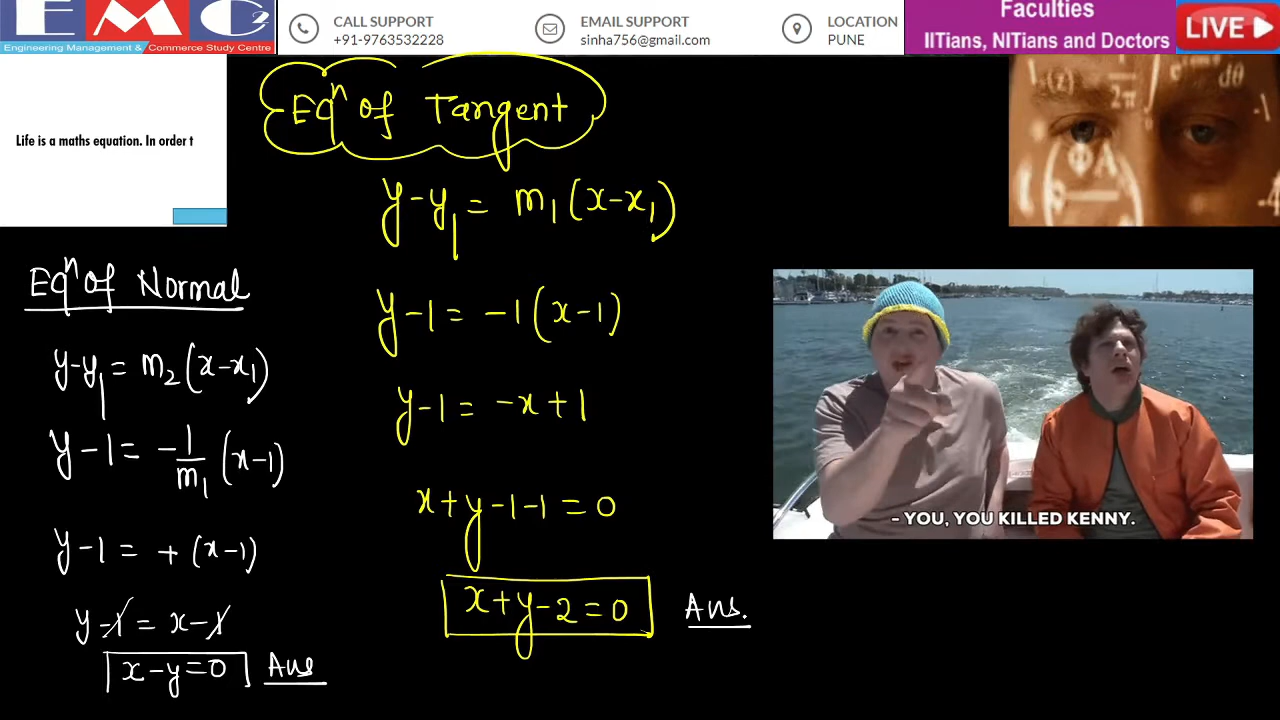 EMC²
Engineering Management & Commerce Study Centre
CALL SUPPORT
+91-9763532228
EMAIL SUPPORT
sinha756@gmail.com
LOCATION
PUNE
Faculties
IITians, NITians and Doctors
LIVE
Life is a maths equation. In order t
Eqⁿ of Tangent
y-y₁ = m₁(x-x₁)
y-1 = -1(x-1)
y-1 = -x+1
x+y-1-1 = 0
x+y-2=0 Ans.
Eqⁿ of Normal
y-y₁ = m₂(x-x₁)
y-1 = -1/m₁ (x-1)
y-1 = +(x-1)
y-1 = x-1
x-y=0 Ans
- YOU, YOU KILLED KENNY.